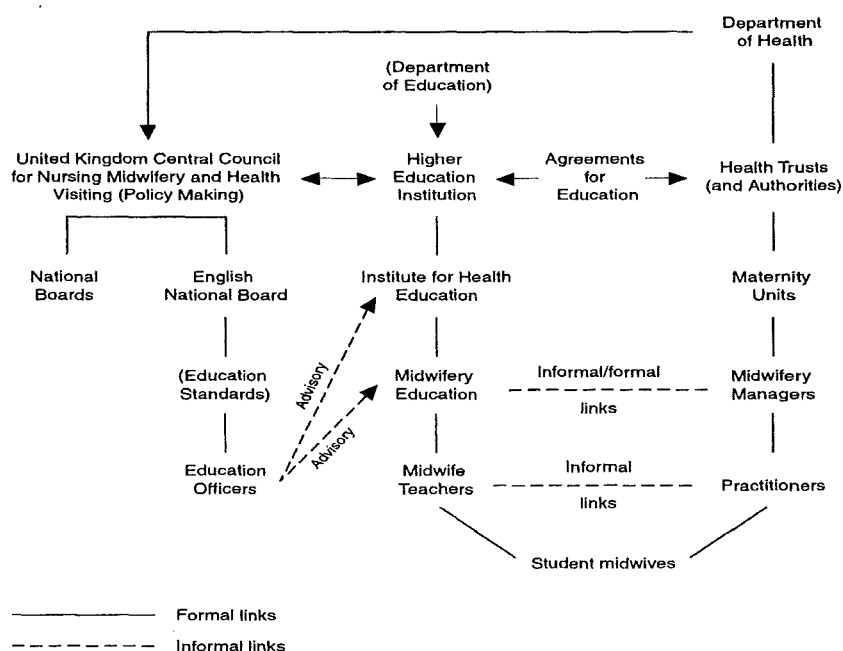 Department
of Health
(Department
of Education)
United Kingdom Central Council
for Nursing Midwifery and Health
Visiting (Policy Making)
Higher
Education
Institution
Agreements
for
Education
Health Trusts
(and Authorities)
National
Boards
English
National Board
Institute for Health
Education
Maternity
Units
(Education
Standards)
Advisory
Midwifery
Education
Informal/formal
links
Midwifery
Managers
Education
Officers
Advisory
Midwife
Teachers
Informal
links
Practitioners
Student midwives
Formal links
Informal links